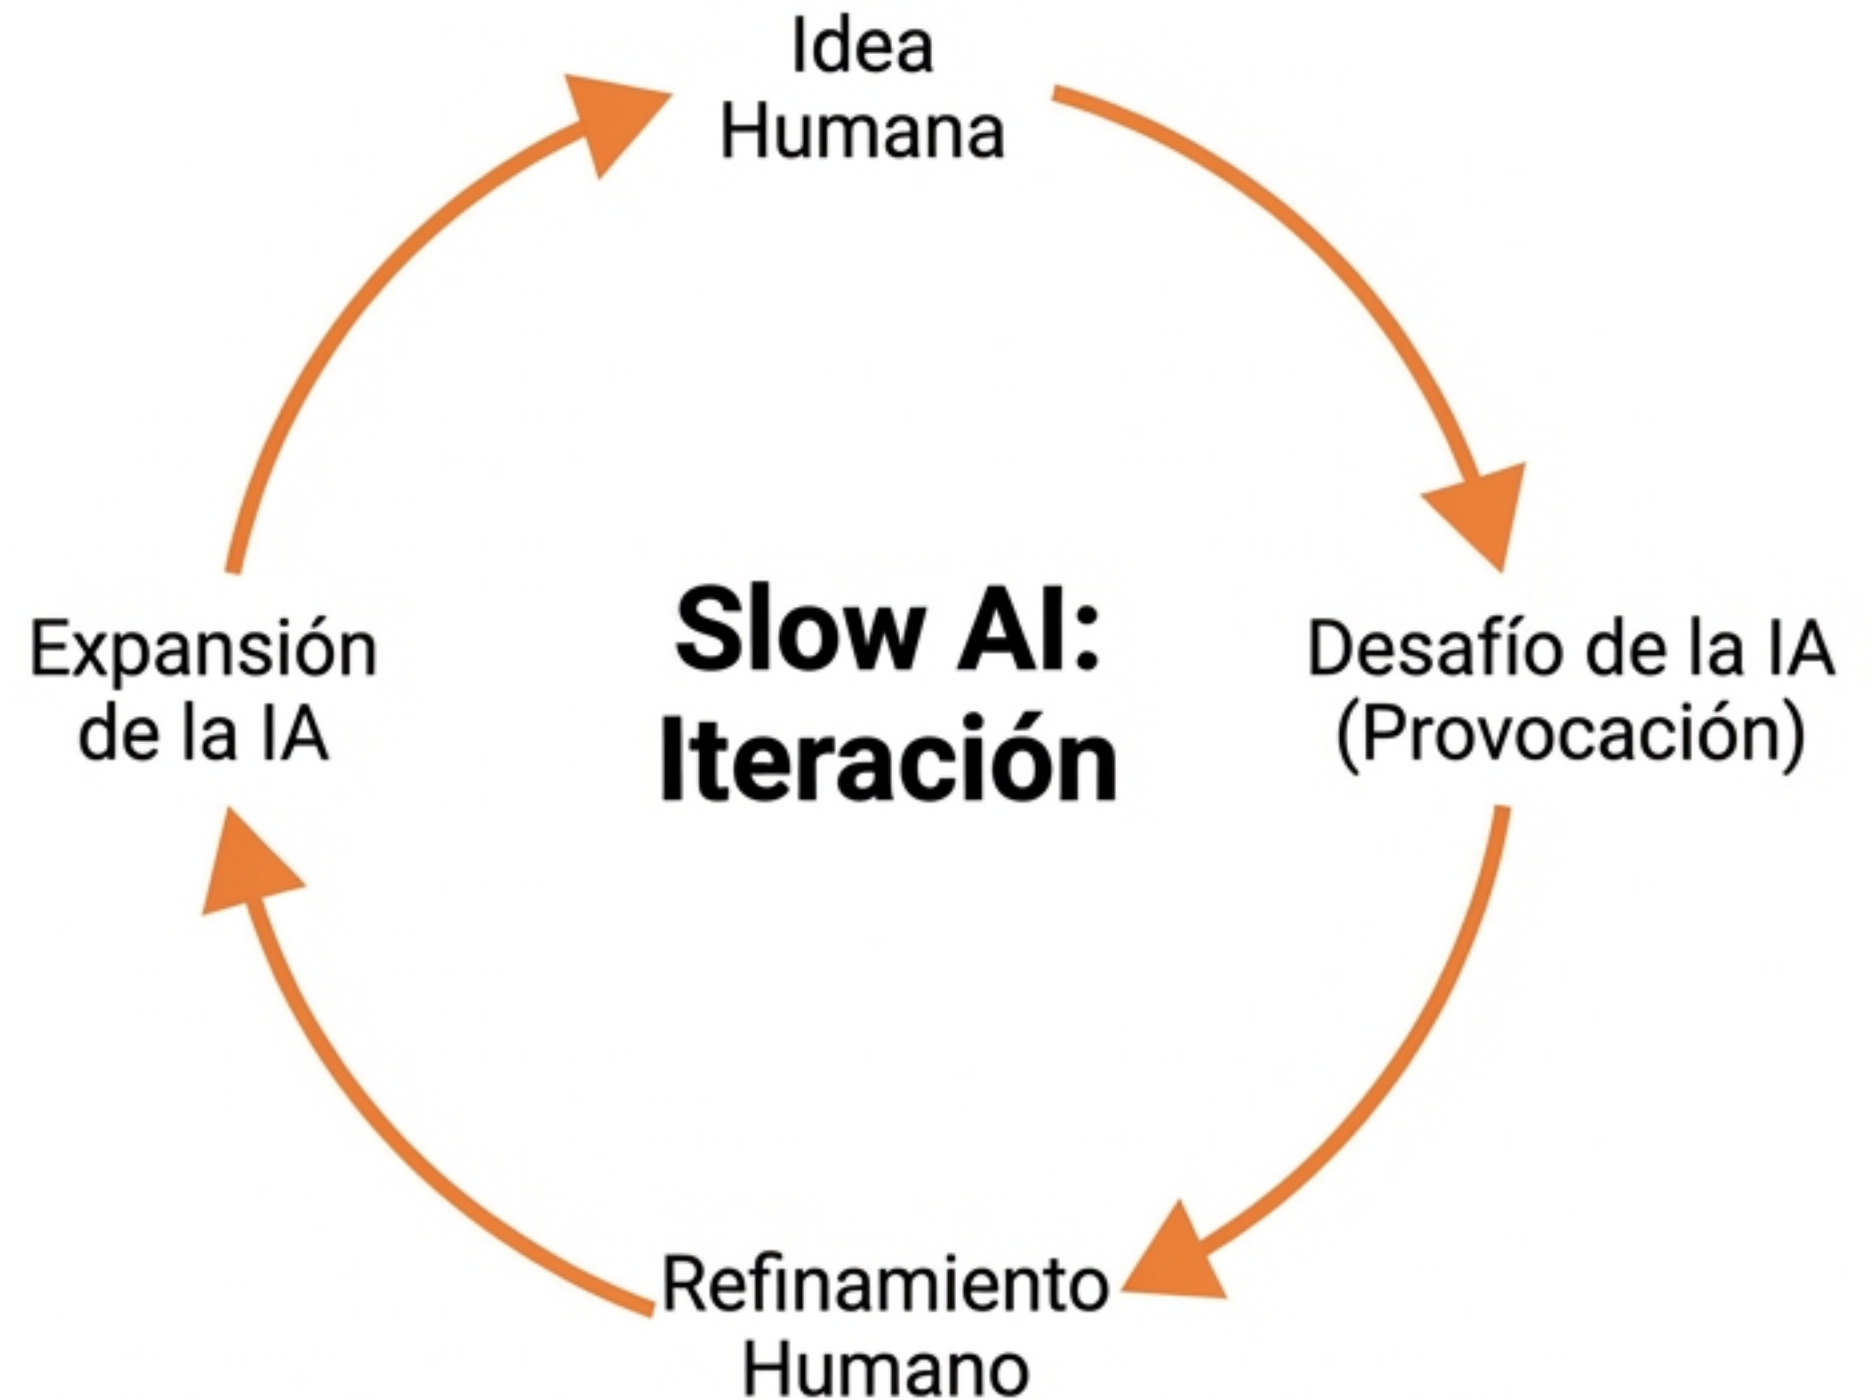 Idea
Humana
Expansión
de la IA
Slow AI:
Iteración
Desafío de la IA
(Provocación)
Refinamiento
Humano